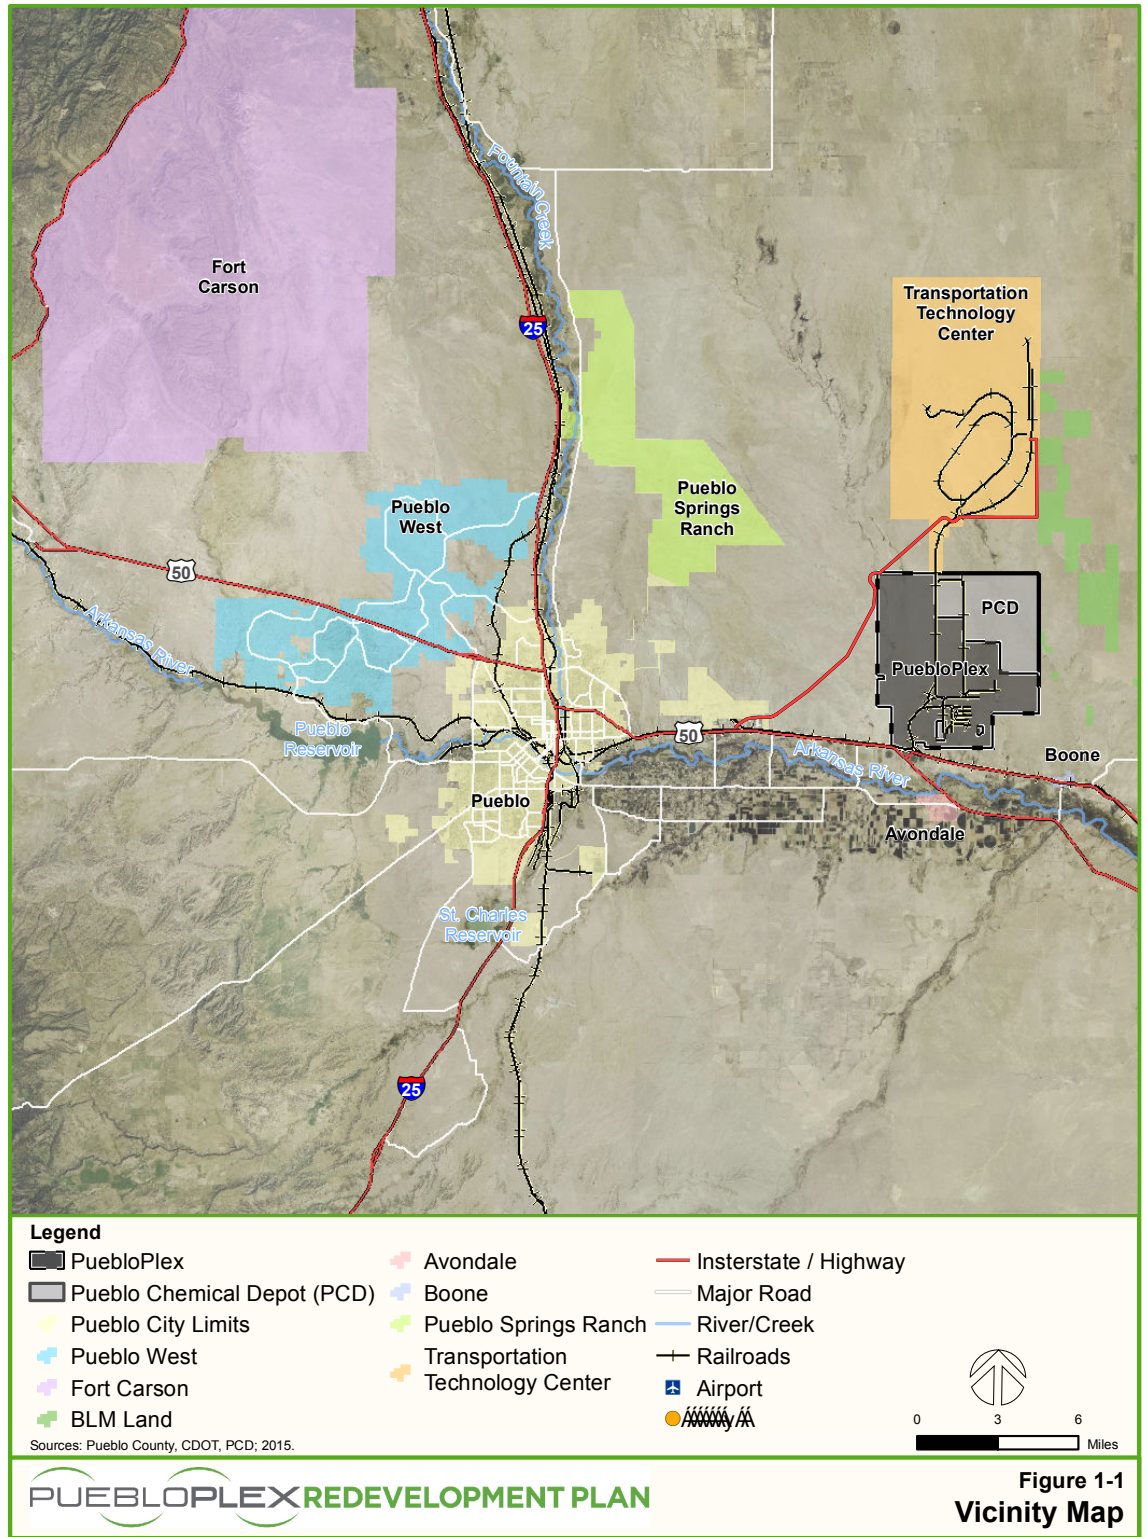 Fountain Creek
Fort
Carson
25
Transportation
Technology
Center
Pueblo
West
Pueblo
Springs
Ranch
50
PCD
Arkansas River
PuebloPlex
Pueblo
Reservoir
50
Arkansas River
Boone
Pueblo
Avondale
St. Charles
Reservoir
25
Legend
PuebloPlex
Pueblo Chemical Depot (PCD)
Pueblo City Limits
Pueblo West
Fort Carson
BLM Land
Avondale
Boone
Pueblo Springs Ranch
Transportation
Technology Center
Insterstate / Highway
Major Road
River/Creek
Railroads
Airport
0 3 6
Miles
Sources: Pueblo County, CDOT, PCD; 2015.
PUEBLOPLEX REDEVELOPMENT PLAN
Figure 1-1
Vicinity Map